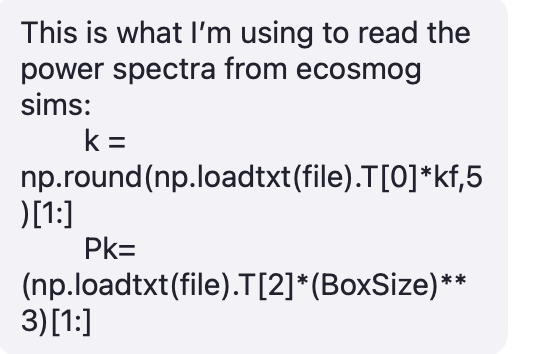 This is what I’m using to read the
power spectra from ecosmog
sims:
k =
np.round(np.loadtxt(file).T[0]*kf,5
)[1:]
Pk=
(np.loadtxt(file).T[2]*(BoxSize)**
3)[1:]